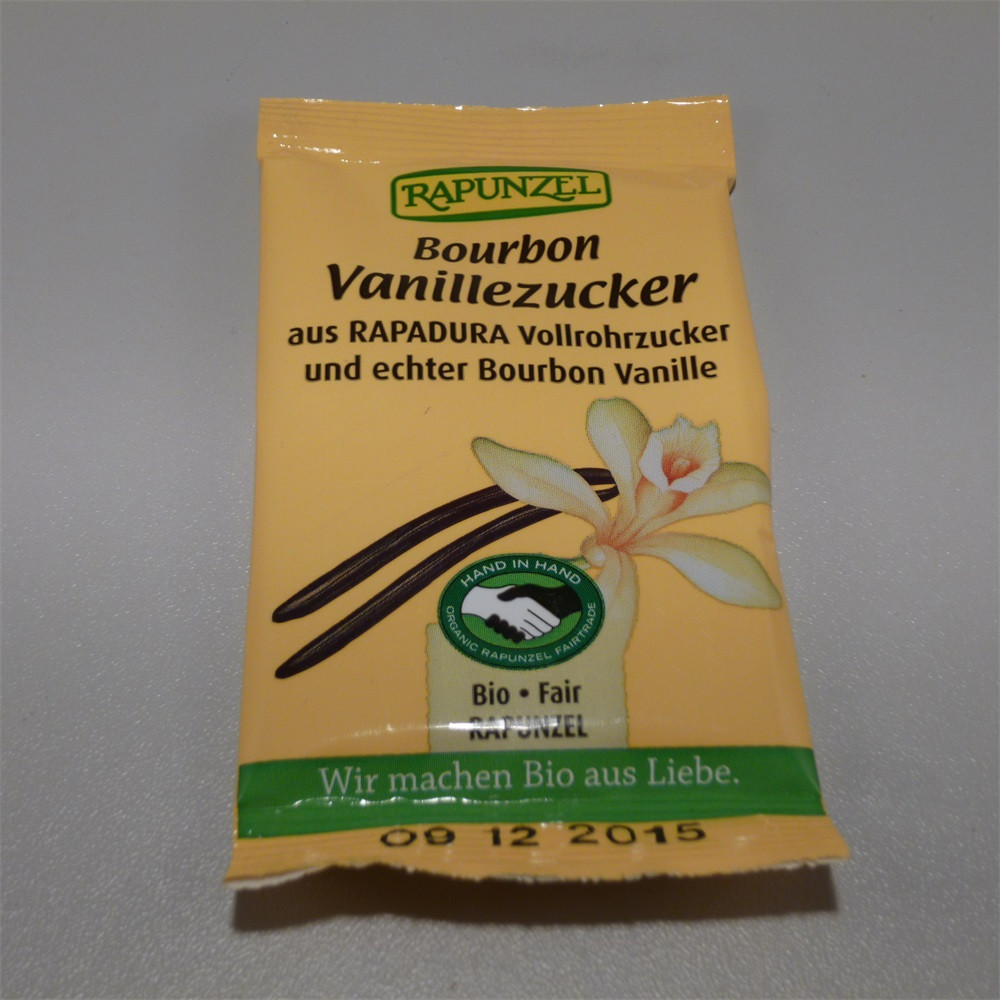 RAPUNZEL
Bourbon
Vanillezucker
aus RAPADURA Vollrohrzucker
und echter Bourbon Vanille
HAND IN HAND
ORGANIC RAPUNZEL FAIRTRADE
Bio • Fair
RAPUNZEL
Wir machen Bio aus Liebe.
09 12 2015